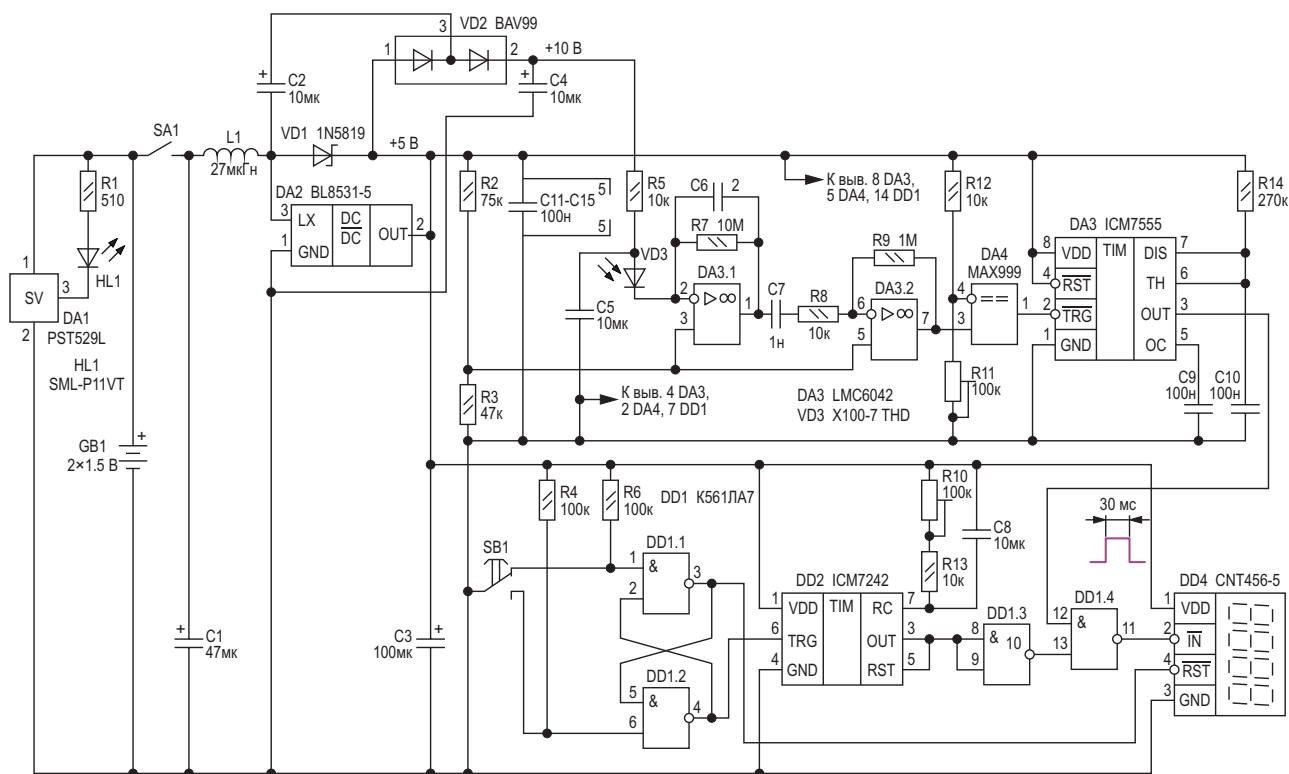 VD2 BAV99
3
1
2
+10 В
+
C2
10мк
+
C4
10мк
SA1
L1
27мкГн
VD1 1N5819
+5 В
R1
510
HL1
1
SV
3
DA1
2
PST529L
HL1
SML-P11VT
GB1
2×1.5 В
+
+
C1
47мк
DA2 BL8531-5
3
LX
DC
DC
OUT
2
1
GND
R2
75к
5
C11-C15
100н
5
R5
10к
C6
2
R7 10М
VD3
C5
10мк
2
3
DA3.1
▷∞
1
C7
1н
R8
10к
R9 1М
DA3.2
6
▷∞
7
5
К выв. 8 DA3,
5 DA4, 14 DD1
R12
10к
DA4
MAX999
4
==
1
3
R11
100к
DA3 ICM7555
8
VDD
TIM
DIS
7
4
RST
TH
6
2
TRG
OUT
3
1
GND
OC
5
R14
270к
C9
100н
C10
100н
R3
47к
К выв. 4 DA3,
2 DA4, 7 DD1
DA3 LMC6042
VD3 X100-7 THD
R4
100к
R6
100к
DD1 К561ЛА7
SB1
DD1.1
1
&
3
2
DD1.2
5
&
4
6
+
C3
100мк
R10
100к
R13
10к
C8
10мк
DD2 ICM7242
1
VDD
TIM
RC
7
6
TRG
OUT
3
4
GND
RST
5
DD1.3
8
&
10
9
DD1.4
12
&
11
13
30 мс
DD4 CNT456-5
1
VDD
2
IN
4
RST
3
GND